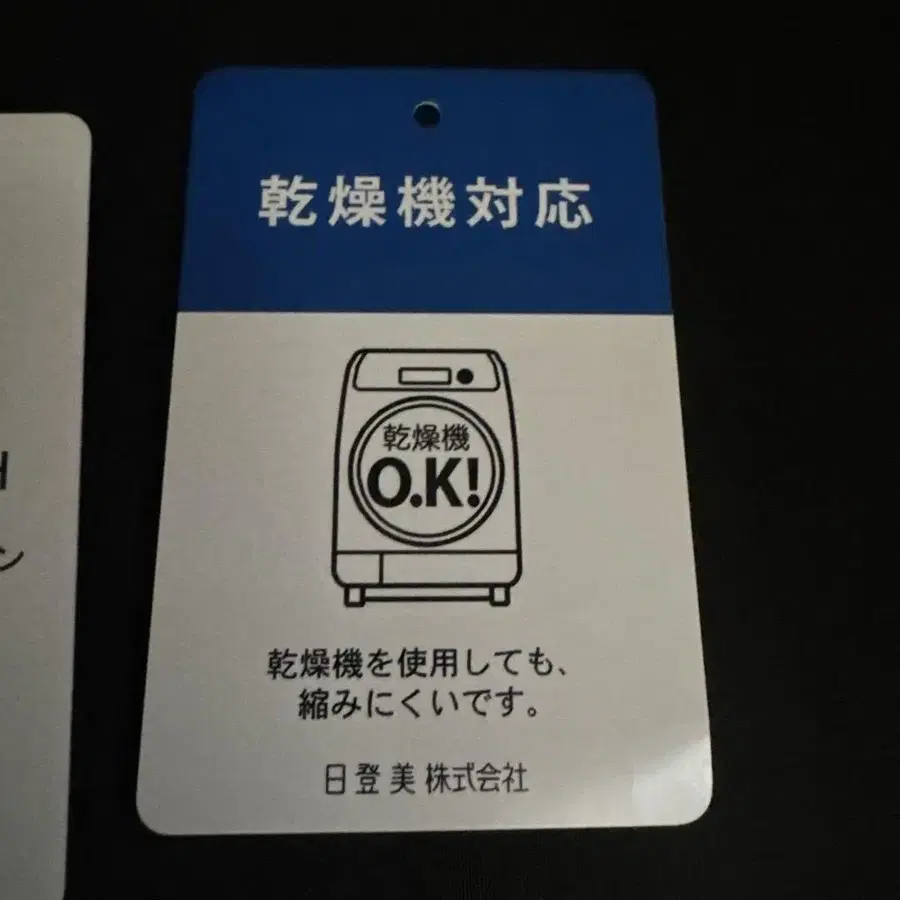 乾燥機対応
乾燥機
O.K!
乾燥機を使用しても、
縮みにくいです。
日登美株式会社
H
ン